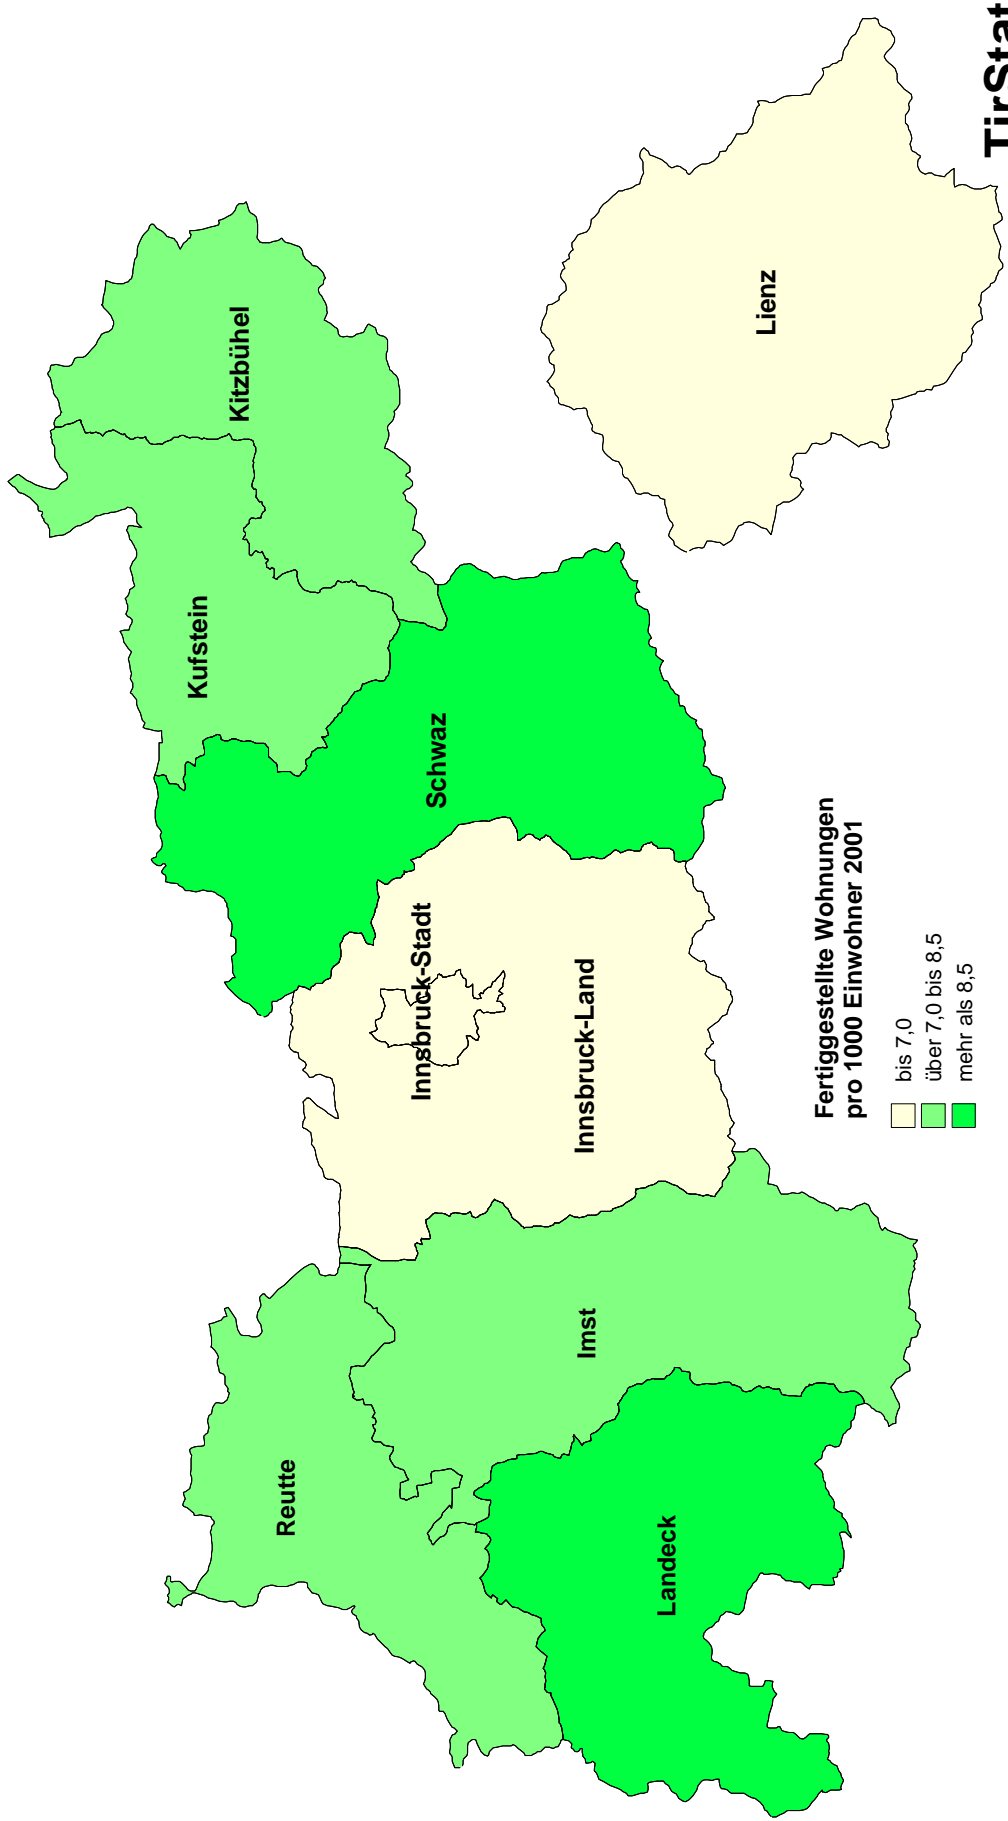 Kitzbühel
Kufstein
Schwaz
Lienz
Innsbruck-Stadt
Innsbruck-Land
Imst
Reutte
Landeck
Fertiggestellte Wohnungen
pro 1000 Einwohner 2001
bis 7,0
über 7,0 bis 8,5
mehr als 8,5
TirStat